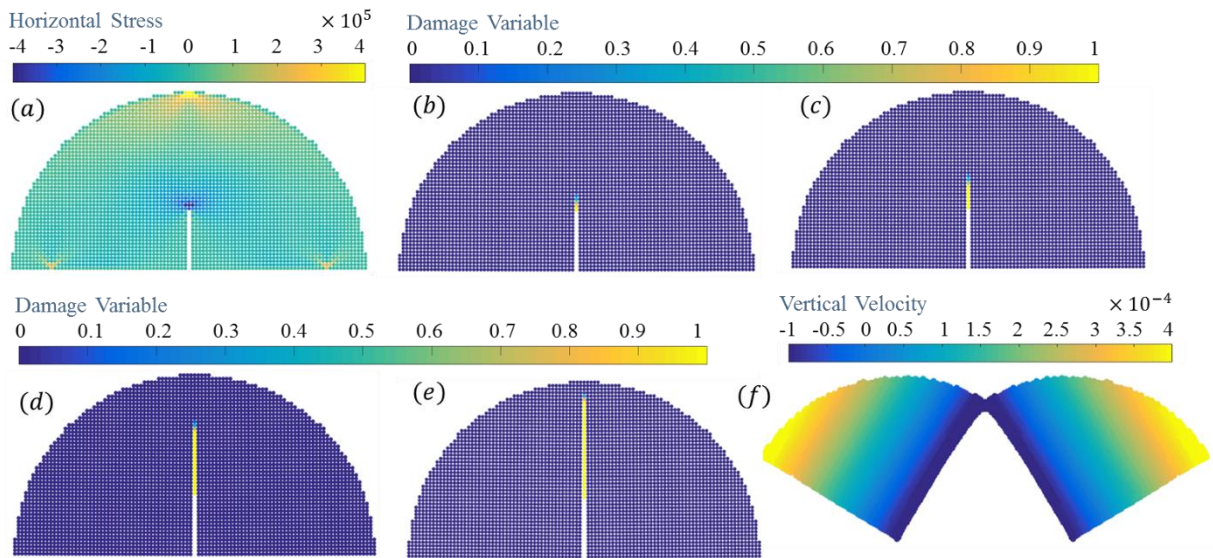 Horizontal Stress × 10⁵
-4 -3 -2 -1 0 1 2 3 4
(a)
Damage Variable
0 0.1 0.2 0.3 0.4 0.5 0.6 0.7 0.8 0.9 1
(b)
(c)
Damage Variable
0 0.1 0.2 0.3 0.4 0.5 0.6 0.7 0.8 0.9 1
(d)
(e)
Vertical Velocity × 10⁻⁴
-1 -0.5 0 0.5 1 1.5 2 2.5 3 3.5 4
(f)